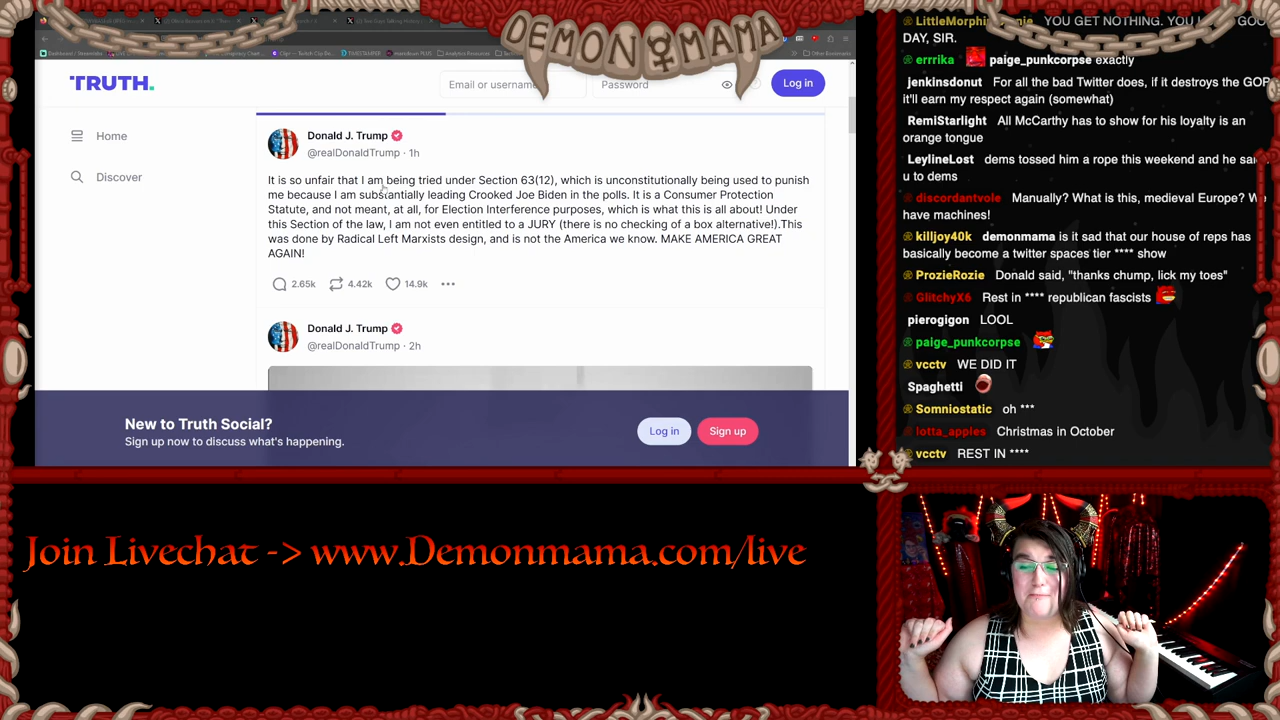 DEMON MAMA
TRUTH.
Email or username
Password
Log in
Home
Discover
Donald J. Trump
@realDonaldTrump · 1h
It is so unfair that I am being tried under Section 63(12), which is unconstitutionally being used to punish
me because I am substantially leading Crooked Joe Biden in the polls. It is a Consumer Protection
Statute, and not meant, at all, for Election Interference purposes, which is what this is all about! Under
this Section of the law, I am not even entitled to a JURY (there is no checking of a box alternative!).This
was done by Radical Left Marxists design, and is not the America we know. MAKE AMERICA GREAT
AGAIN!
2.65k 4.42k 14.9k
Donald J. Trump
@realDonaldTrump · 2h
New to Truth Social?
Sign up now to discuss what's happening.
Log in
Sign up
YOU GET NOTHING. YOU
DAY, SIR.
errrika paige_punkcorpse exactly
jenkinsdonut For all the bad Twitter does, if it destroys the GOP
it'll earn my respect again (somewhat)
RemiStarlight All McCarthy has to show for his loyalty is an
orange tongue
LeylineLost dems tossed him a rope this weekend and he
u to dems
discordantvole Manually? What is this, medieval Europe?
have machines!
killjoy40k demonmama is it sad that our house of reps has
basically become a twitter spaces tier **** show
ProzieRozie Donald said, "thanks chump, lick my toes"
GlitchyX6 Rest in **** republican fascists
pierogigon LOOL
paige_punkcorpse
vcctv WE DID IT
Spaghetti
Somniostatic oh ***
lotta_apples Christmas in October
vcctv REST IN ****
Join Livechat -> www.Demonmama.com/live